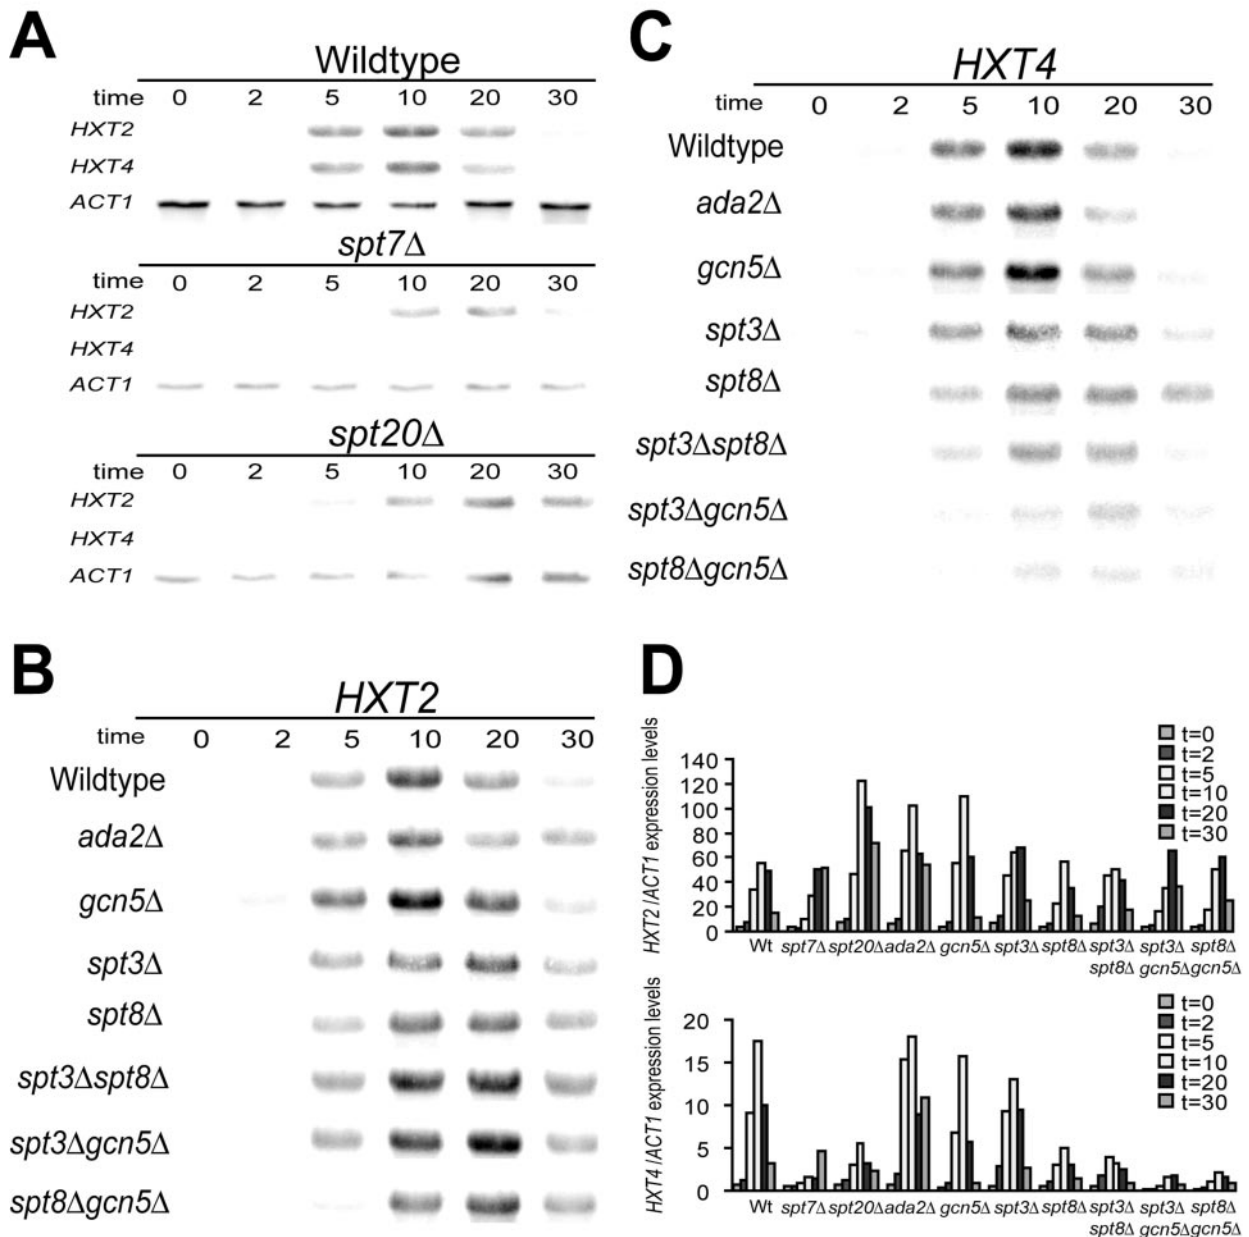 A
Wildtype
time 0 2 5 10 20 30
HXT2
HXT4
ACT1
spt7Δ
time 0 2 5 10 20 30
HXT2
HXT4
ACT1
spt20Δ
time 0 2 5 10 20 30
HXT2
HXT4
ACT1
B
HXT2
time 0 2 5 10 20 30
Wildtype
ada2Δ
gcn5Δ
spt3Δ
spt8Δ
spt3Δspt8Δ
spt3Δgcn5Δ
spt8Δgcn5Δ
C
HXT4
time 0 2 5 10 20 30
Wildtype
ada2Δ
gcn5Δ
spt3Δ
spt8Δ
spt3Δspt8Δ
spt3Δgcn5Δ
spt8Δgcn5Δ
D
HXT2 /ACT1 expression levels
140
120
100
80
60
40
20
0
t=0
t=2
t=5
t=10
t=20
t=30
Wt spt7Δ spt20Δ ada2Δ gcn5Δ spt3Δ spt8Δ spt3Δ spt3Δ spt8Δ
spt8Δ gcn5Δ gcn5Δ
HXT4 /ACT1 expression levels
20
15
10
5
0
t=0
t=2
t=5
t=10
t=20
t=30
Wt spt7Δ spt20Δ ada2Δ gcn5Δ spt3Δ spt8Δ spt3Δ spt3Δ spt8Δ
spt8Δ gcn5Δ gcn5Δ